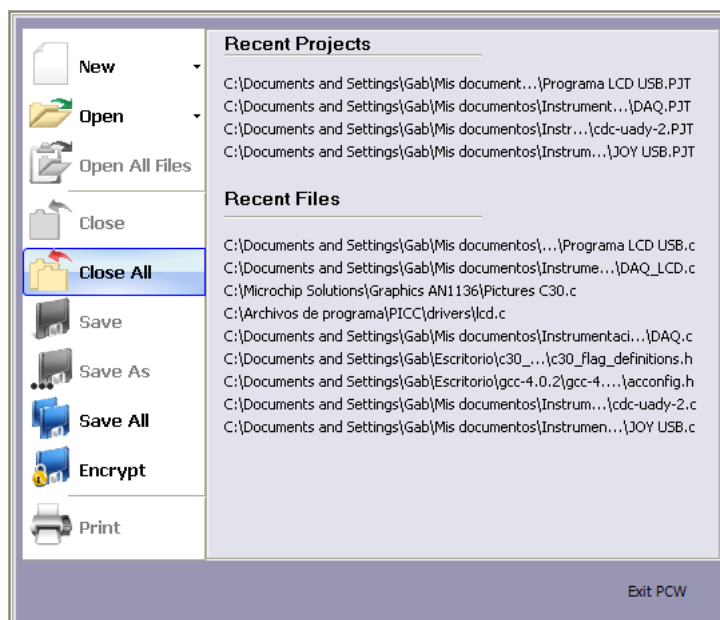 New
Open
Open All Files
Close
Close All
Save
Save As
Save All
Encrypt
Print
Recent Projects
C:\Documents and Settings\Gab\Mis document...\Programa LCD USB.PJT
C:\Documents and Settings\Gab\Mis documentos\Instrument...\DAQ.PJT
C:\Documents and Settings\Gab\Mis documentos\Instr...\cdc-uady-2.PJT
C:\Documents and Settings\Gab\Mis documentos\Instrum...\JOY USB.PJT
Recent Files
C:\Documents and Settings\Gab\Mis documentos\...\Programa LCD USB.c
C:\Documents and Settings\Gab\Mis documentos\Instrume...\DAQ_LCD.c
C:\Microchip Solutions\Graphics AN1136\Pictures C30.c
C:\Archivos de programa\PICC\drivers\lcd.c
C:\Documents and Settings\Gab\Mis documentos\Instrumentaci...\DAQ.c
C:\Documents and Settings\Gab\Escritorio\c30_...\c30_flag_definitions.h
C:\Documents and Settings\Gab\Escritorio\gcc-4.0.2\gcc-4....\acconfig.h
C:\Documents and Settings\Gab\Mis documentos\Instrum...\cdc-uady-2.c
C:\Documents and Settings\Gab\Mis documentos\Instrumen...\JOY USB.c
Exit PCW